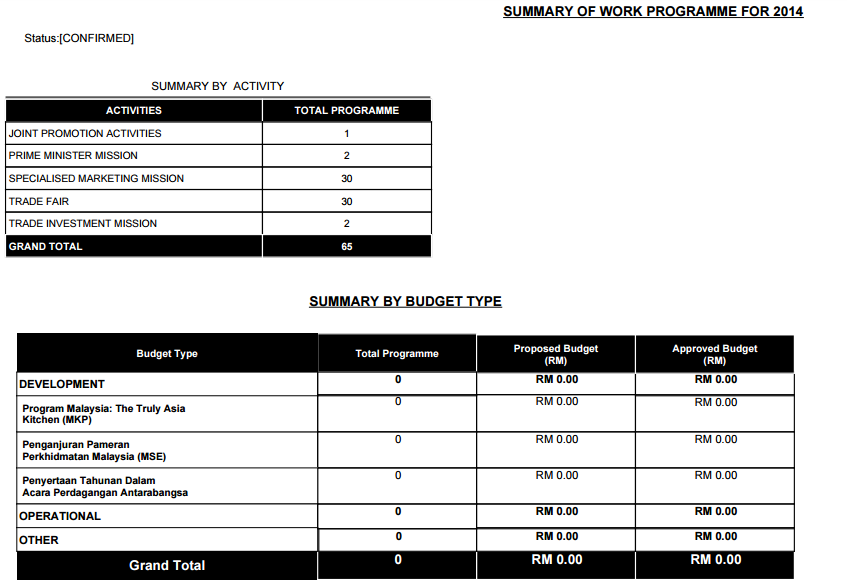 SUMMARY OF WORK PROGRAMME FOR 2014
Status:[CONFIRMED]
SUMMARY BY ACTIVITY
ACTIVITIES TOTAL PROGRAMME
JOINT PROMOTION ACTIVITIES 1
PRIME MINISTER MISSION 2
SPECIALISED MARKETING MISSION 30
TRADE FAIR 30
TRADE INVESTMENT MISSION 2
GRAND TOTAL 65
SUMMARY BY BUDGET TYPE
Budget Type Total Programme Proposed Budget (RM) Approved Budget (RM)
DEVELOPMENT 0 RM 0.00 RM 0.00
Program Malaysia: The Truly Asia 0 RM 0.00 RM 0.00
Kitchen (MKP)
Penganjuran Pameran 0 RM 0.00 RM 0.00
Perkhidmatan Malaysia (MSE)
Penyertaan Tahunan Dalam 0 RM 0.00 RM 0.00
Acara Perdagangan Antarabangsa
OPERATIONAL 0 RM 0.00 RM 0.00
OTHER 0 RM 0.00 RM 0.00
Grand Total 0 RM 0.00 RM 0.00